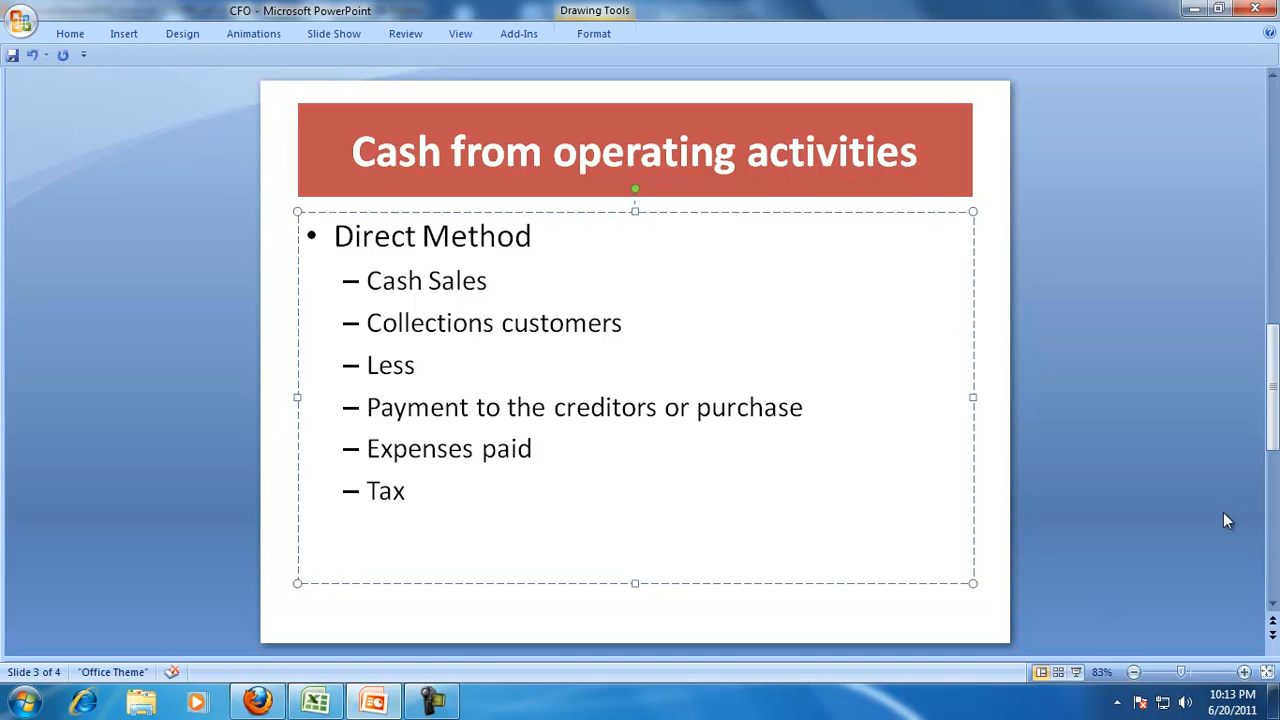 CFO - Microsoft PowerPoint
Drawing Tools
Home Insert Design Animations Slide Show Review View Add-Ins Format
Cash from operating activities
• Direct Method
– Cash Sales
– Collections customers
– Less
– Payment to the creditors or purchase
– Expenses paid
– Tax
Slide 3 of 4 "Office Theme" 83%
10:13 PM
6/20/2011